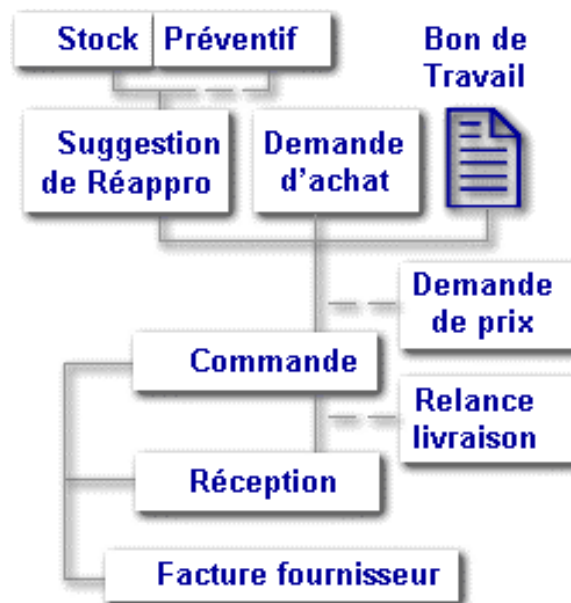 Stock Préventif
Bon de
Travail
Suggestion
de Réappro
Demande
d'achat
Demande
de prix
Commande
Relance
livraison
Réception
Facture fournisseur